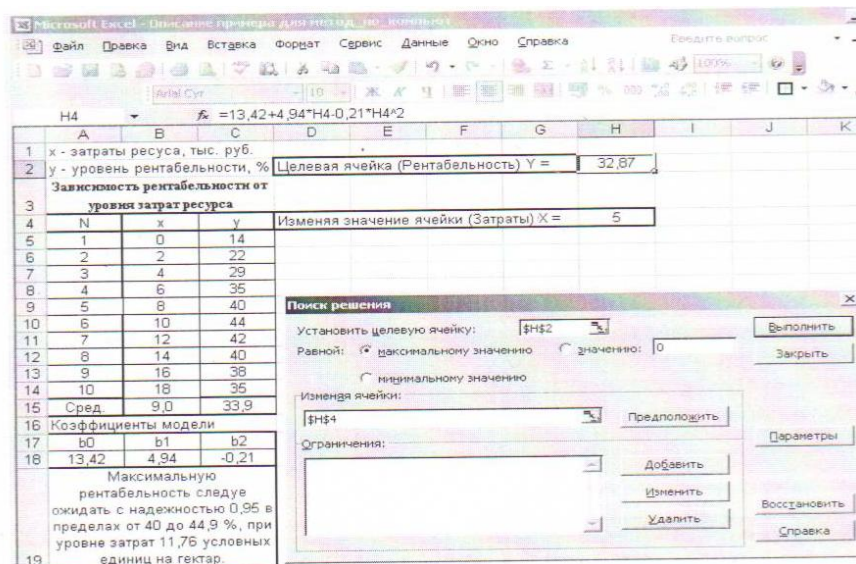 Microsoft Excel - Описание примера для метод_по_компьют
Файл Правка Вид Вставка Формат Сервис Данные Окно Справка Введите вопрос
100%
Arial Cyr 10 Ж К Ч
H4 fx =13,42+4,94*H4-0,21*H4^2
A B C D E F G H I J K
1 x - затраты ресуса, тыс. руб.
2 y - уровень рентабельности, % Целевая ячейка (Рентабельность) Y = 32,87
Зависимость рентабельности от
3 уровня затрат ресурса
4 N x y Изменяя значение ячейки (Затраты) X = 5
5 1 0 14
6 2 2 22
7 3 4 29
8 4 6 35
9 5 8 40
10 6 10 44
11 7 12 42
12 8 14 40
13 9 16 38
14 10 18 35
15 Сред. 9,0 33,9
16 Коэффициенты модели
17 b0 b1 b2
18 13,42 4,94 -0,21
Максимальную
рентабельность следуе
ожидать с надежностью 0,95 в
пределах от 40 до 44,9 %, при
уровне затрат 11,76 условных
19 единиц на гектар.
Поиск решения
Установить целевую ячейку: $H$2 Выполнить
Равной: максимальному значению значению: 0 Закрыть
минимальному значению
Изменяя ячейки:
$H$4 Предположить
Ограничения: Параметры
Добавить
Изменить
Удалить Восстановить
Справка